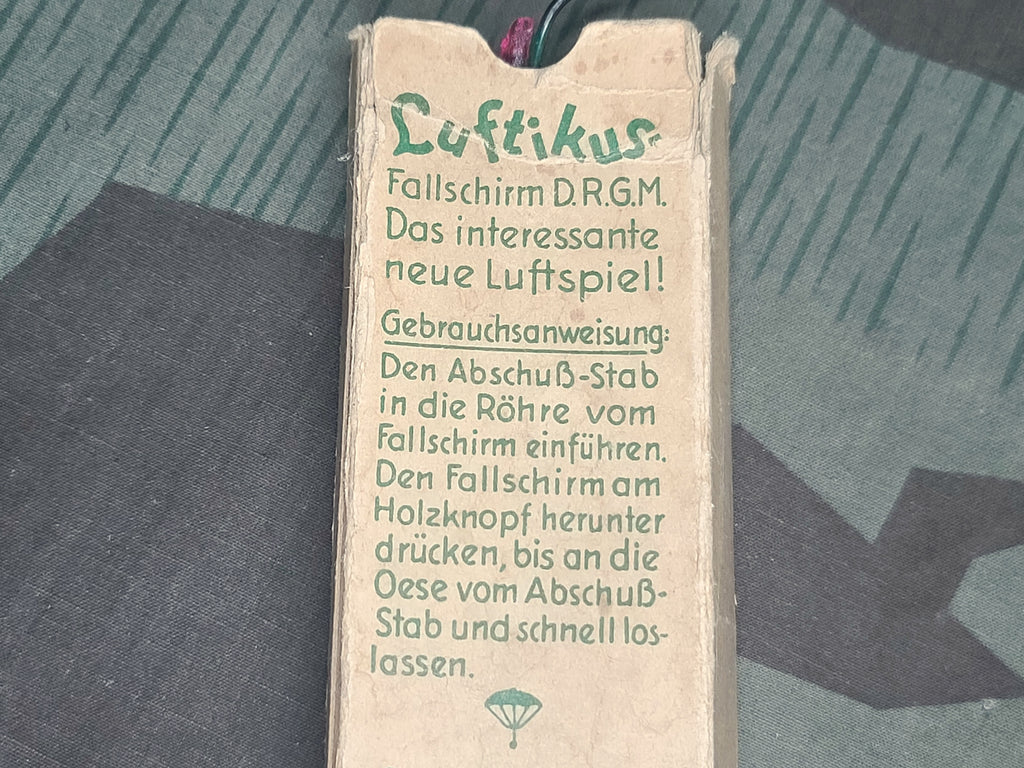 Luftikus
Fallschirm D.R.G.M.
Das interessante
neue Luftspiel!
Gebrauchsanweisung:
Den Abschuß-Stab
in die Röhre vom
Fallschirm einführen.
Den Fallschirm am
Holzknopf herunter
drücken, bis an die
Oese vom Abschuß-
Stab und schnell los-
lassen.